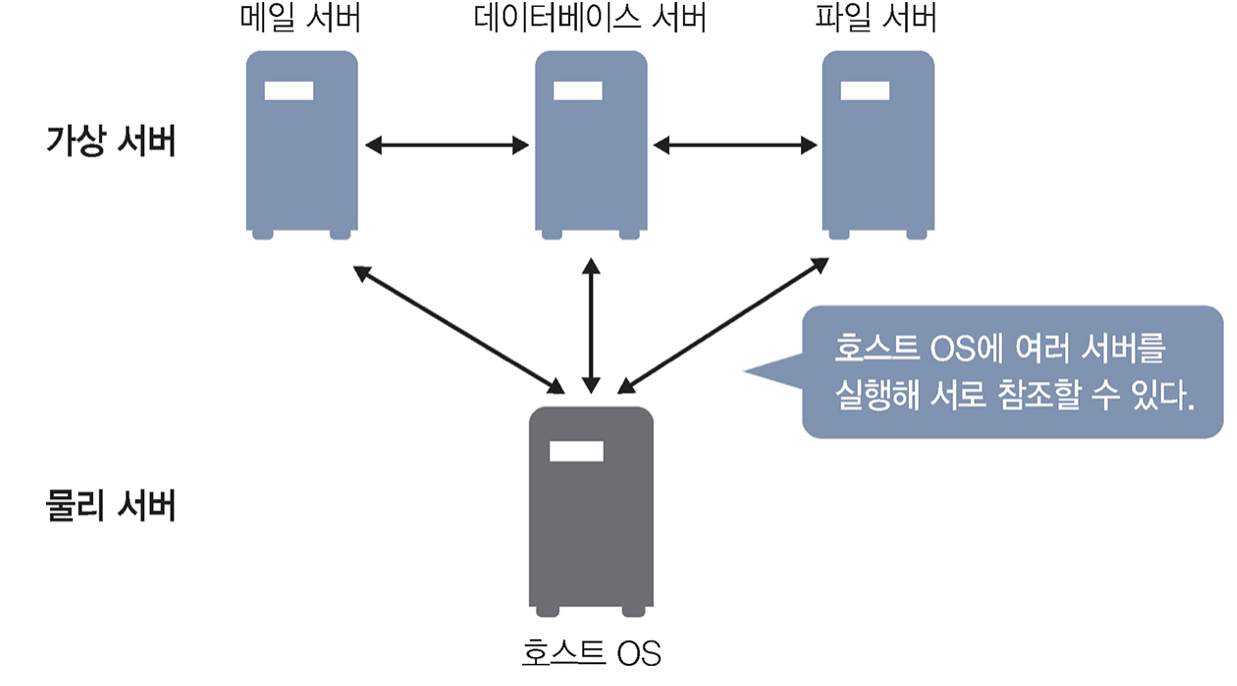 메일 서버
데이터베이스 서버
파일 서버
가상 서버
호스트 OS에 여러 서버를
실행해 서로 참조할 수 있다.
물리 서버
호스트 OS